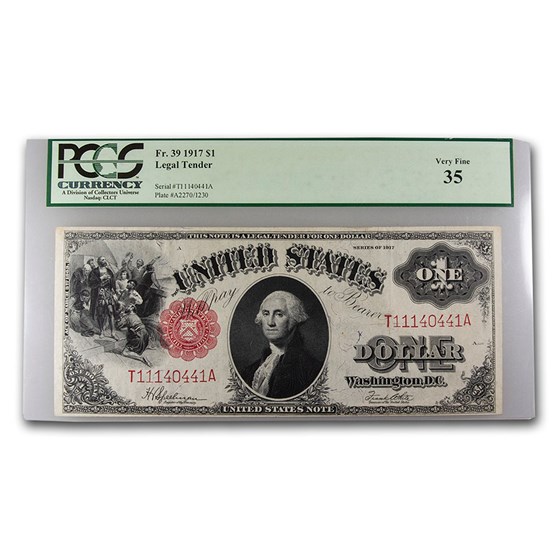 PCGS
CURRENCY
A Division of Collectors Universe
Nasdaq: CLCT
Fr. 39 1917 $1
Legal Tender
Serial #T11140441A
Plate #A2270/1230
Very Fine
35
THIS NOTE IS A LEGAL TENDER FOR ONE DOLLAR
A
SERIES OF 1917
UNITED STATES
ONE
Will pay to Bearer
T11140441A
ONE
DOLLAR
T11140441A
Washington, D.C.
UNITED STATES NOTE